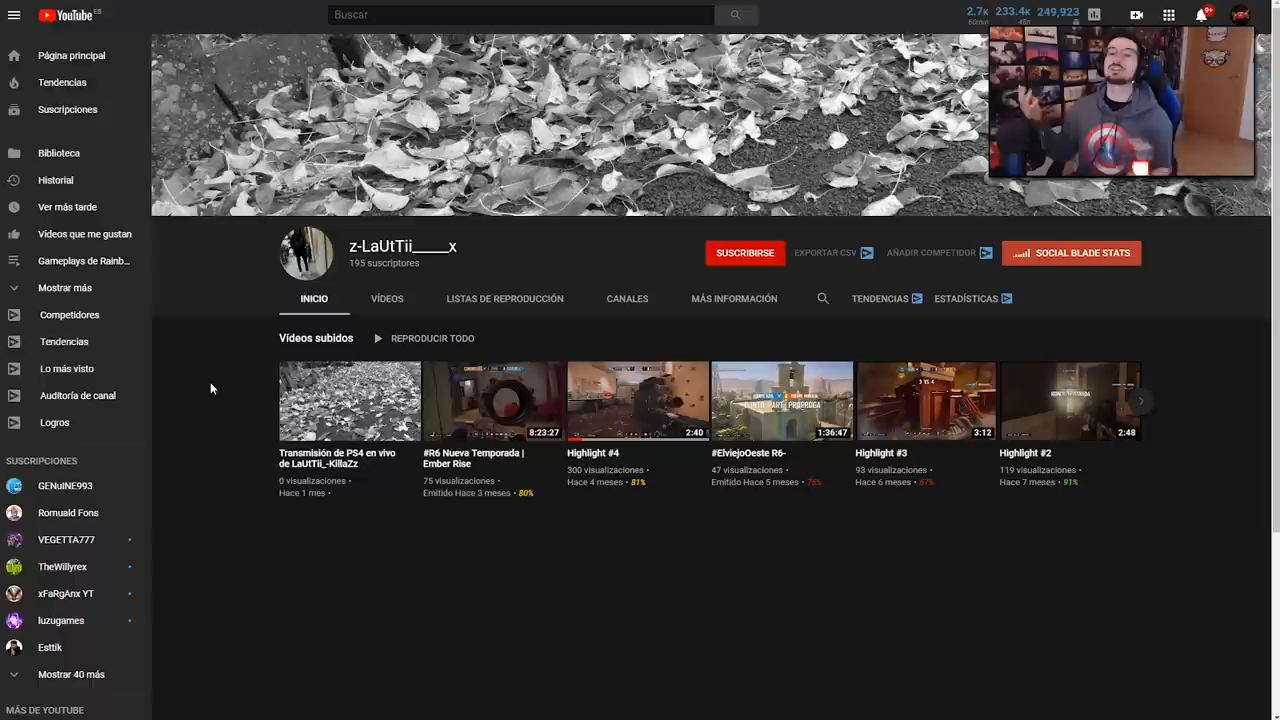 YouTube ES
Buscar
2.7K 233.4K 249,923
60min 48h
9+
Página principal
Tendencias
Suscripciones
Biblioteca
Historial
Ver más tarde
Vídeos que me gustan
Gameplays de Rainb...
Mostrar más
Competidores
Tendencias
Lo más visto
Auditoría de canal
Logros
SUSCRIPCIONES
GENuINE993
Romuald Fons
VEGETTA777
TheWillyrex
xFaRgAnx YT
luzugames
Esttik
Mostrar 40 más
MÁS DE YOUTUBE
z-LaUtTii_____x
195 suscriptores
SUSCRIBIRSE
EXPORTAR CSV
AÑADIR COMPETIDOR
SOCIAL BLADE STATS
INICIO
VÍDEOS
LISTAS DE REPRODUCCIÓN
CANALES
MÁS INFORMACIÓN
TENDENCIAS
ESTADÍSTICAS
Vídeos subidos
REPRODUCIR TODO
Transmisión de PS4 en vivo
de LaUtTii_-KillaZz
0 visualizaciones •
Hace 1 mes •
8:23:27
#R6 Nueva Temporada |
Ember Rise
75 visualizaciones •
Emitido Hace 3 meses • 80%
2:40
Highlight #4
300 visualizaciones •
Hace 4 meses • 81%
1:36:47
#ElviejoOeste R6-
47 visualizaciones •
Emitido Hace 5 meses • 75%
3 VS 4
3:12
Highlight #3
93 visualizaciones •
Hace 6 meses • 67%
2:48
Highlight #2
119 visualizaciones •
Hace 7 meses • 91%